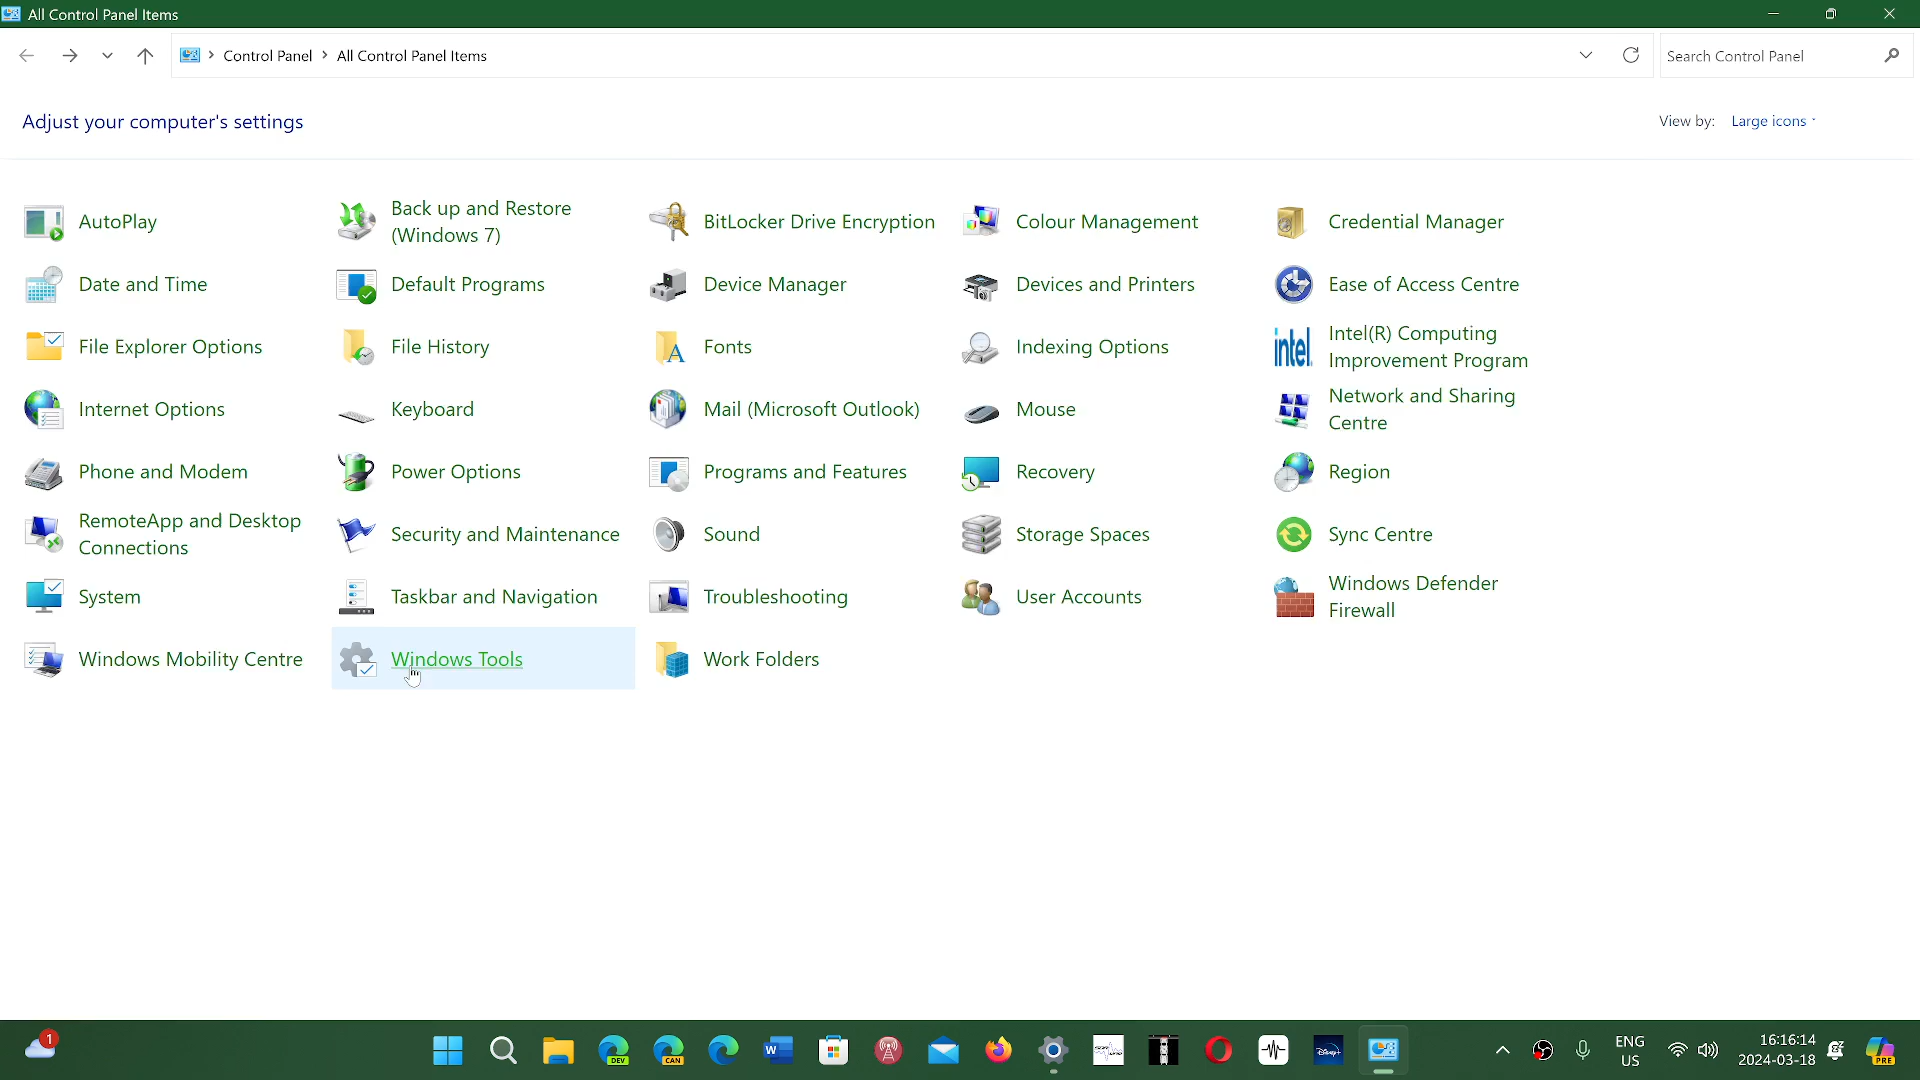 All Control Panel Items
Control Panel > All Control Panel Items
Search Control Panel
Adjust your computer's settings
View by: Large icons
AutoPlay
Back up and Restore
(Windows 7)
BitLocker Drive Encryption
Colour Management
Credential Manager
Date and Time
Default Programs
Device Manager
Devices and Printers
Ease of Access Centre
File Explorer Options
File History
Fonts
Indexing Options
intel.
Intel(R) Computing
Improvement Program
Internet Options
Keyboard
Mail (Microsoft Outlook)
Mouse
Network and Sharing
Centre
Phone and Modem
Power Options
Programs and Features
Recovery
Region
RemoteApp and Desktop
Connections
Security and Maintenance
Sound
Storage Spaces
Sync Centre
System
Taskbar and Navigation
Troubleshooting
User Accounts
Windows Defender
Firewall
Windows Mobility Centre
Windows Tools
Work Folders
1
DEV
CAN
W
Disney+
ENG
US
16:16:14
2024-03-18
PRE